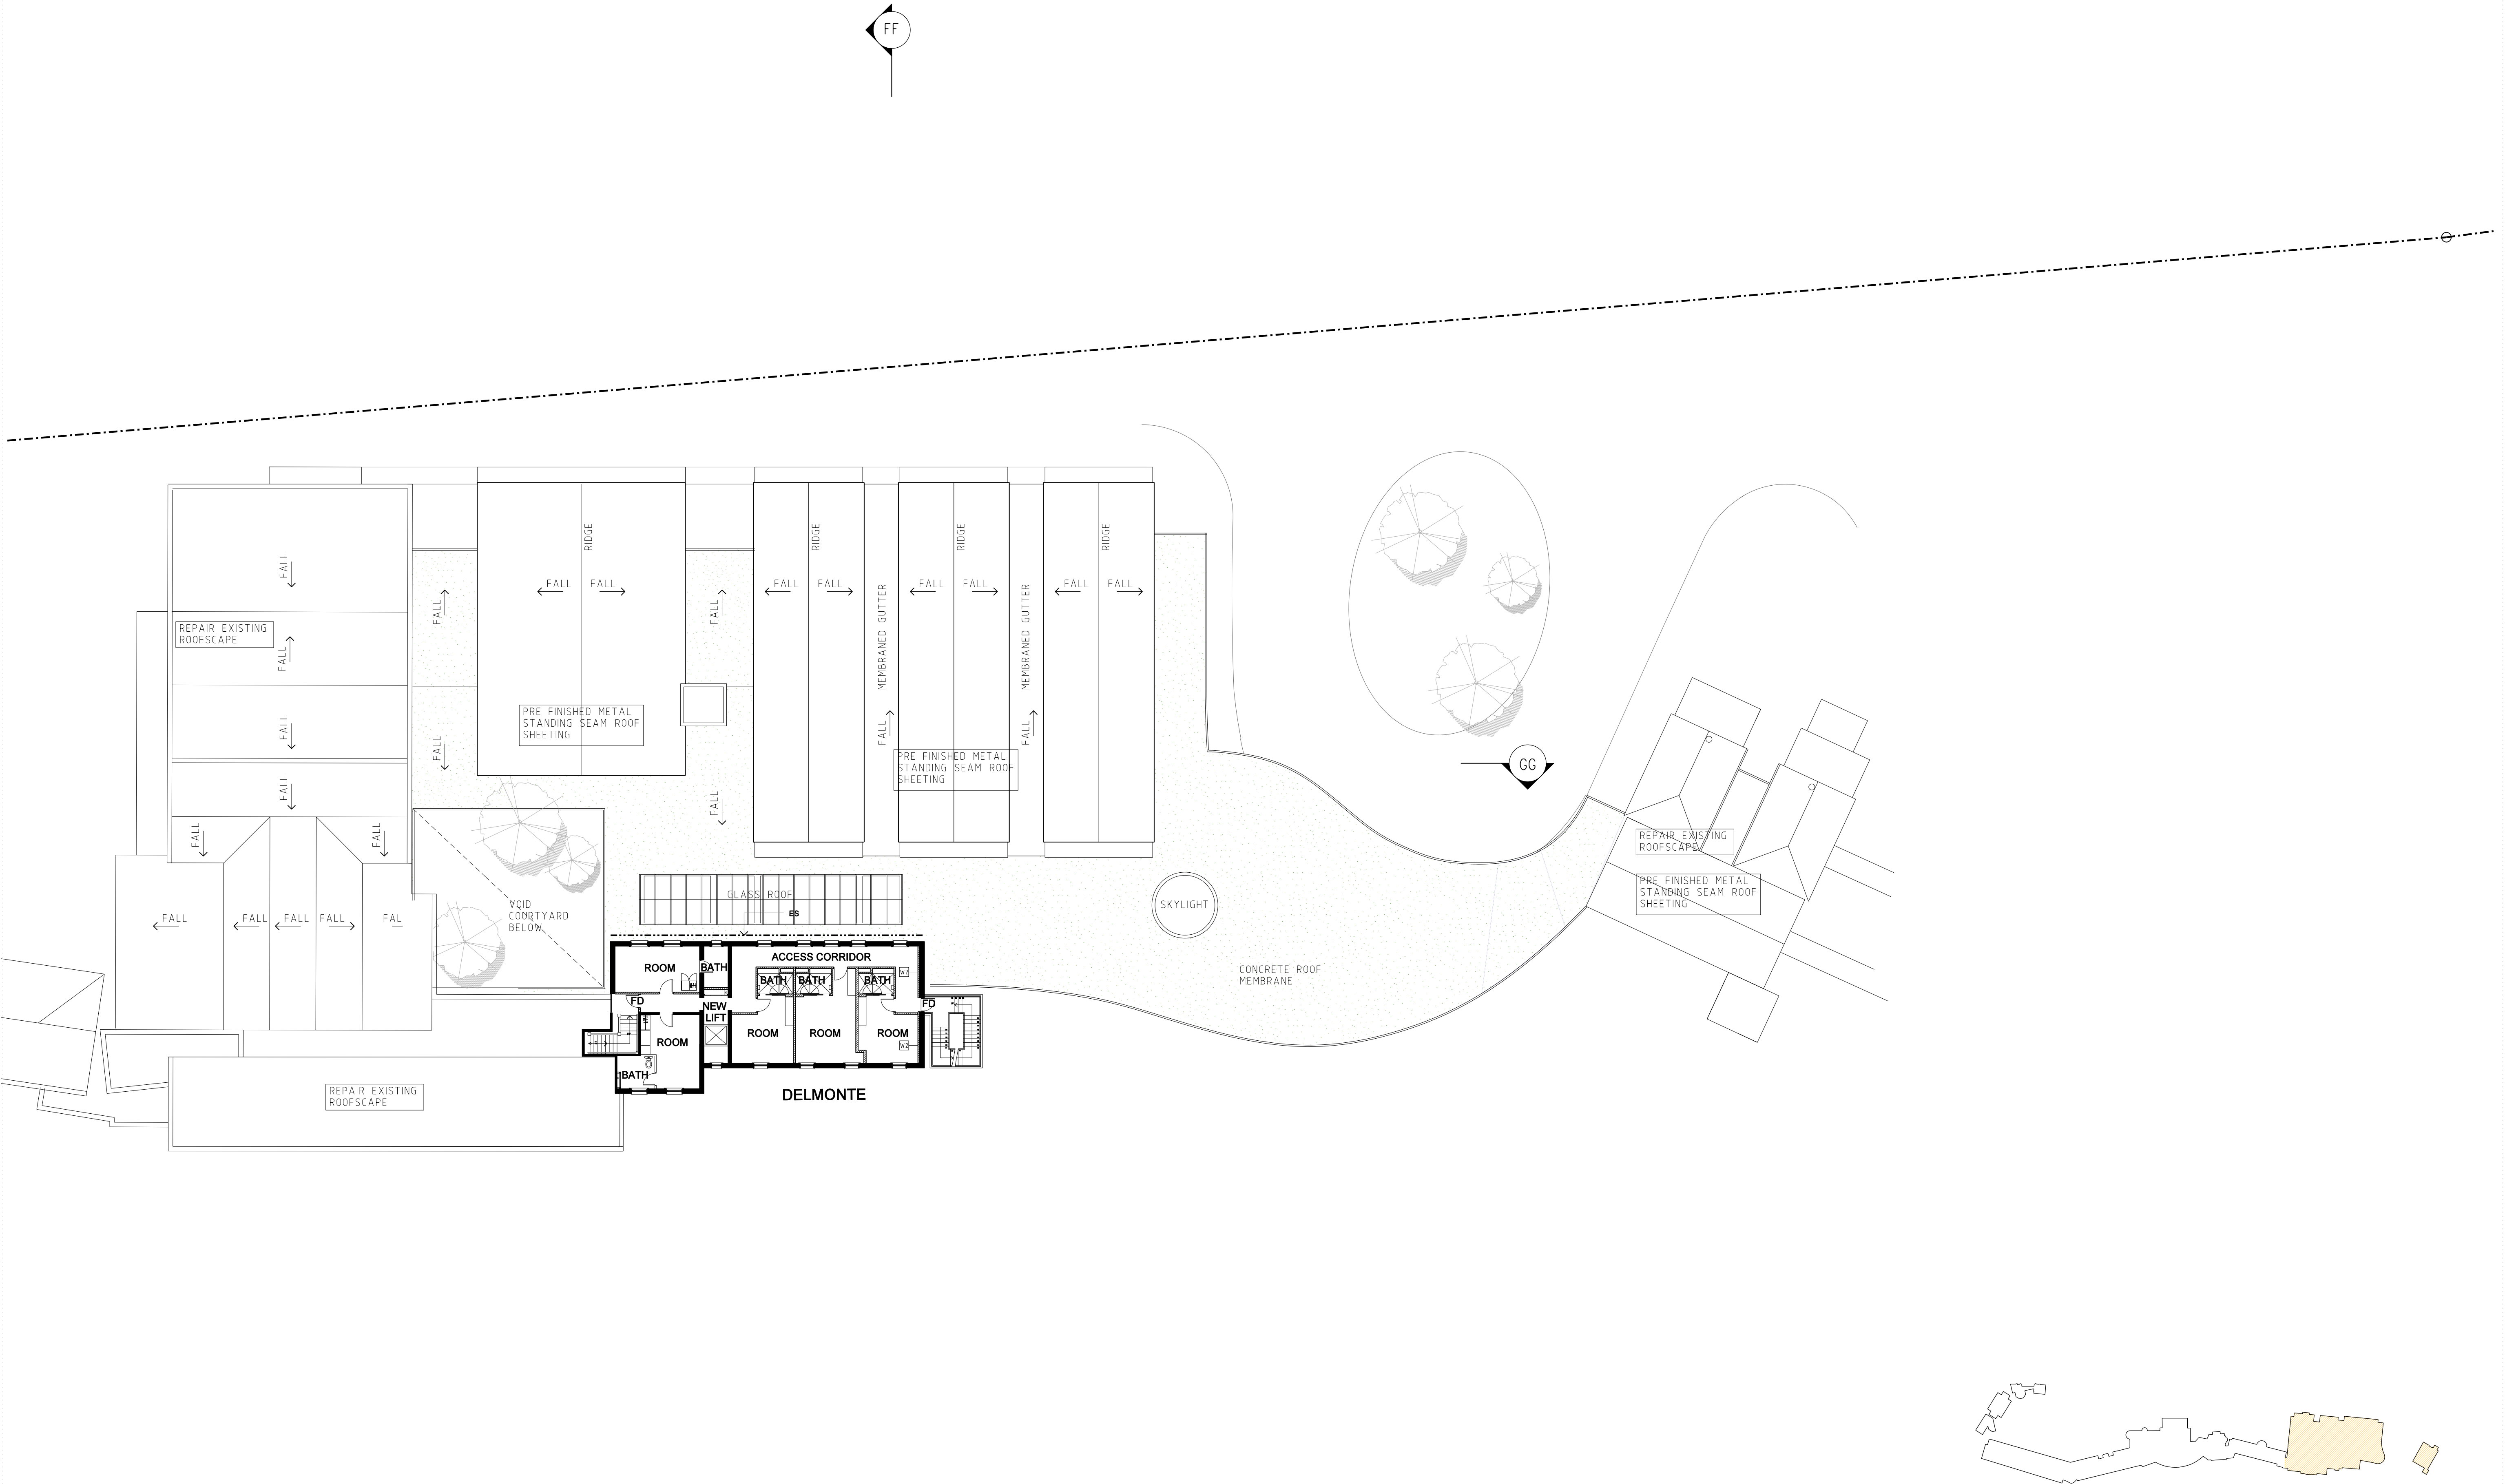 FF
RIDGE
RIDGE
RIDGE
RIDGE
FALL
FALL
FALL
FALL
FALL
FALL
FALL
FALL
FALL
FALL
FALL
MEMBRANED GUTTER
MEMBRANED GUTTER
REPAIR EXISTING
ROOFSCAPE
FALL
FALL
FALL
PRE FINISHED METAL
STANDING SEAM ROOF
SHEETING
FALL
FALL
FALL
PRE FINISHED METAL
STANDING SEAM ROOF
SHEETING
GG
FALL
FALL
FALL
FALL
REPAIR EXISTING
ROOFSCAPE
PRE FINISHED METAL
STANDING SEAM ROOF
SHEETING
GLASS ROOF
ES
SKYLIGHT
VOID
COURTYARD
BELOW
FALL
FALL
FALL
FALL
FAL
ACCESS CORRIDOR
ROOM
BATH
BATH
BATH
BATH
W2
CONCRETE ROOF
MEMBRANE
FD
NEW
LIFT
FD
ROOM
ROOM
ROOM
ROOM
W2
BATH
DELMONTE
REPAIR EXISTING
ROOFSCAPE